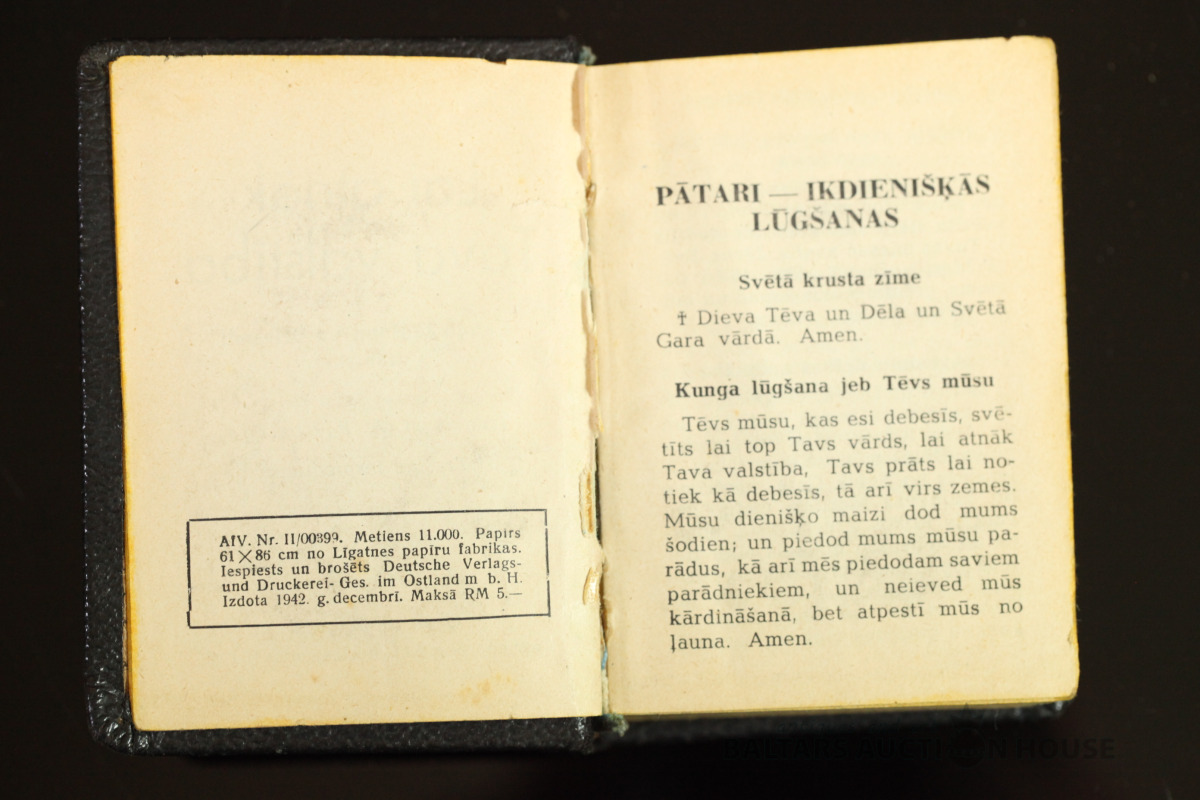 AfV. Nr. II/00399. Metiens 11.000. Papīrs
61×86 cm no Līgatnes papīru fabrikas.
Iespiests un brošēts Deutsche Verlags-
und Druckerei- Ges. im Ostland m b. H.
Izdota 1942. g. decembrī. Maksā RM 5.—
PĀTARI — IKDIENIŠĶĀS
LŪGŠANAS
Svētā krusta zīme
✝ Dieva Tēva un Dēla un Svētā
Gara vārdā. Amen.
Kunga lūgšana jeb Tēvs mūsu
Tēvs mūsu, kas esi debesīs, svē-
tīts lai top Tavs vārds, lai atnāk
Tava valstība, Tavs prāts lai no-
tiek kā debesīs, tā arī virs zemes.
Mūsu dienišķo maizi dod mums
šodien; un piedod mums mūsu pa-
rādus, kā arī mēs piedodam saviem
parādniekiem, un neieved mūs
kārdināšanā, bet atpestī mūs no
ļauna. Amen.
AUCTION HOUSE